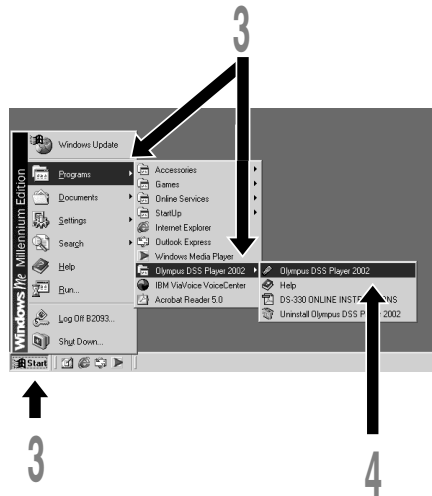 3
Windows Update
Programs
Documents
Settings
Search
Help
Run...
Log Off B2093...
Shut Down...
Windows Me Millennium Edition
Start
Accessories
Games
Online Services
StartUp
Internet Explorer
Outlook Express
Windows Media Player
Olympus DSS Player 2002
IBM ViaVoice VoiceCenter
Acrobat Reader 5.0
Olympus DSS Player 2002
Help
DS-330 ONLINE
Uninstall Olympus DSS Player 2002
3
4